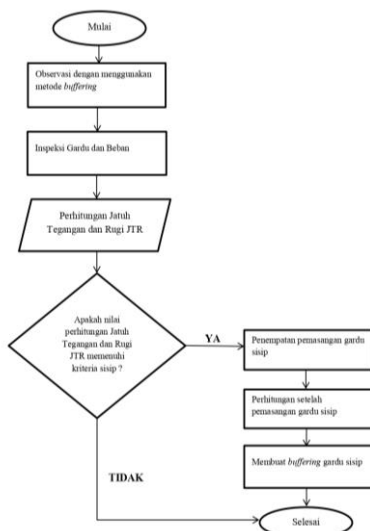 Mulai
Observasi dengan menggunakan
metode buffering
Inspeksi Gardu dan Beban
Perhitungan Jatuh
Tegangan dan Rugi JTR
Apakah nilai
perhitungan Jatuh
Tegangan dan Rugi
JTR memenuhi
kriteria sisip ?
YA
Penempatan pemasangan gardu
sisip
Perhitungan setelah
pemasangan gardu sisip
Membuat buffering gardu sisip
TIDAK
Selesai